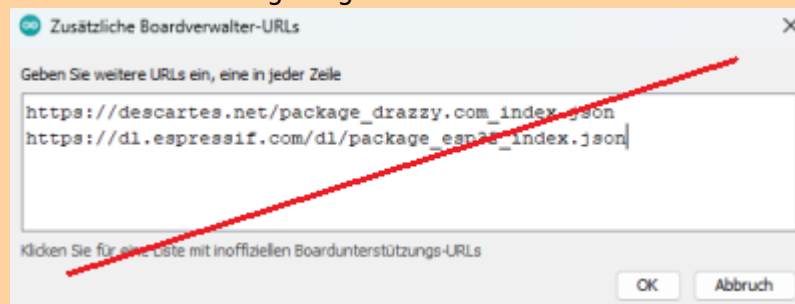 Zusätzliche Boardverwalter-URLs
Geben Sie weitere URLs ein, eine in jeder Zeile
https://descartes.net/package_drazzy.com_index.json
https://dl.espressif.com/dl/package_esp32_index.json
Klicken Sie für eine Liste mit inoffiziellen Boardunterstützungs-URLs
OK Abbruch